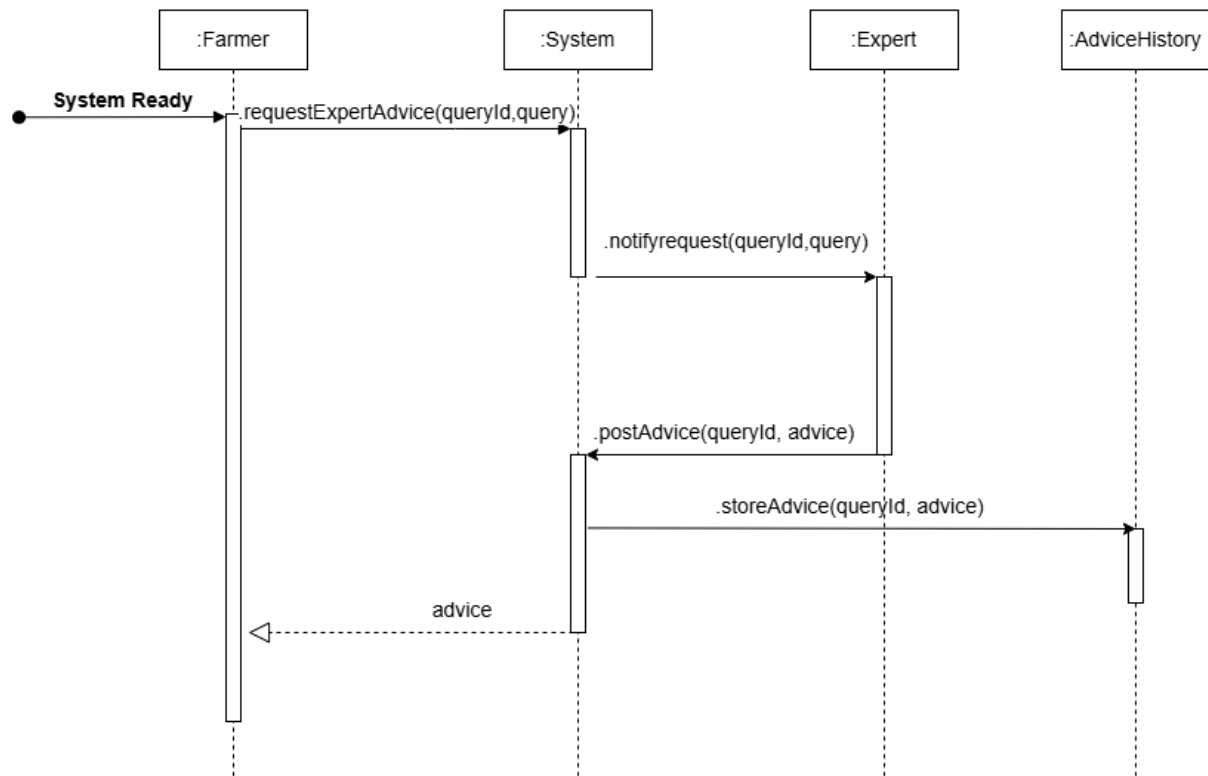 :Farmer
:System
:Expert
:AdviceHistory
System Ready
.requestExpertAdvice(queryId,query)
.notifyrequest(queryId,query)
.postAdvice(queryId, advice)
.storeAdvice(queryId, advice)
advice